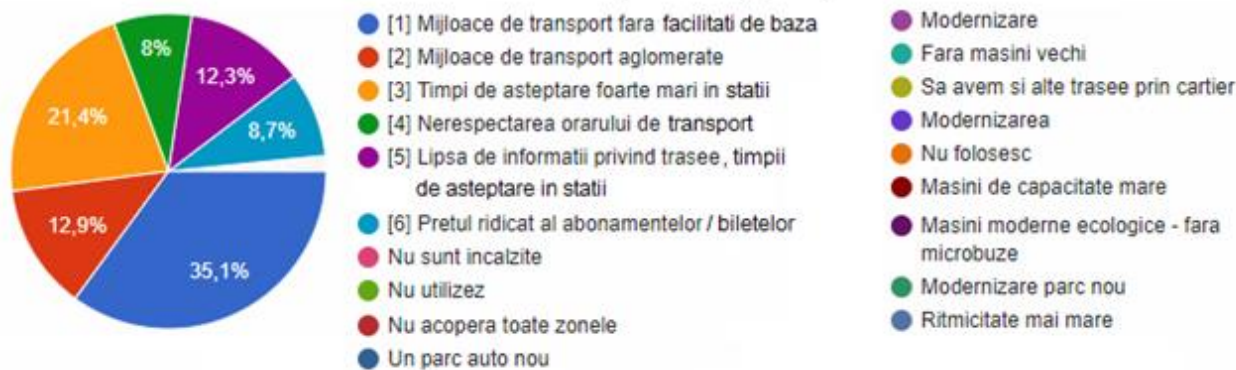 8%
12,3%
21,4%
8,7%
12,9%
35,1%
[1] Mijloace de transport fara facilitati de baza
[2] Mijloace de transport aglomerate
[3] Timpi de asteptare foarte mari in statii
[4] Nerespectarea orarului de transport
[5] Lipsa de informatii privind trasee, timpii
de asteptare in statii
[6] Pretul ridicat al abonamentelor / biletelor
Nu sunt incalzite
Nu utilizez
Nu acopera toate zonele
Un parc auto nou
Modernizare
Fara masini vechi
Sa avem si alte trasee prin cartier
Modernizarea
Nu folosesc
Masini de capacitate mare
Masini moderne ecologice - fara
microbuze
Modernizare parc nou
Ritmicitate mai mare